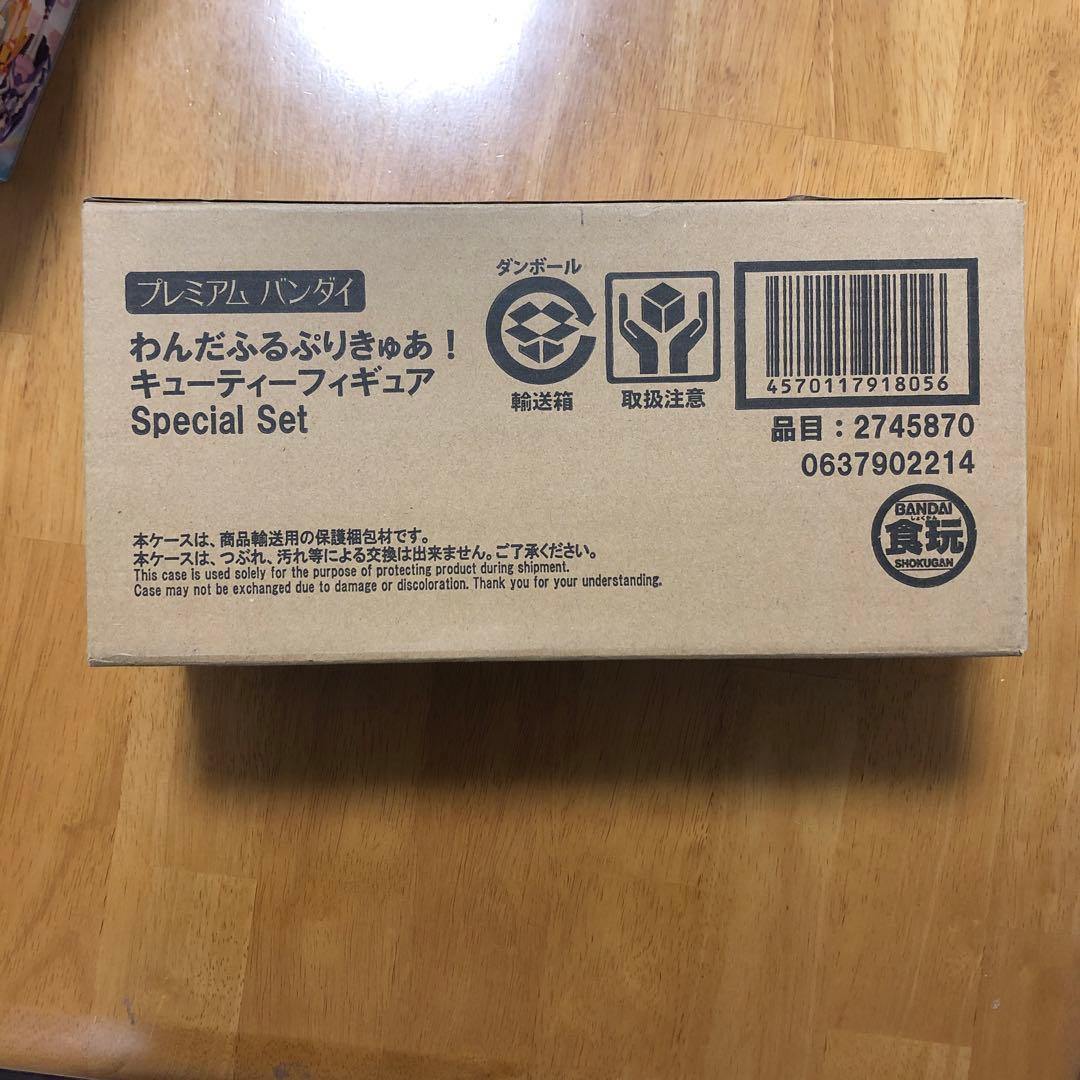 プレミアム バンダイ
わんだふるぷりきゅあ！
キューティーフィギュア
Special Set
ダンボール
輸送箱
取扱注意
4570117918056
品目：2745870
0637902214
BANDAI
しょくがん
食玩
SHOKUGAN
本ケースは、商品輸送用の保護梱包材です。
本ケースは、つぶれ、汚れ等による交換は出来ません。ご了承ください。
This case is used solely for the purpose of protecting product during shipment.
Case may not be exchanged due to damage or discoloration. Thank you for your understanding.